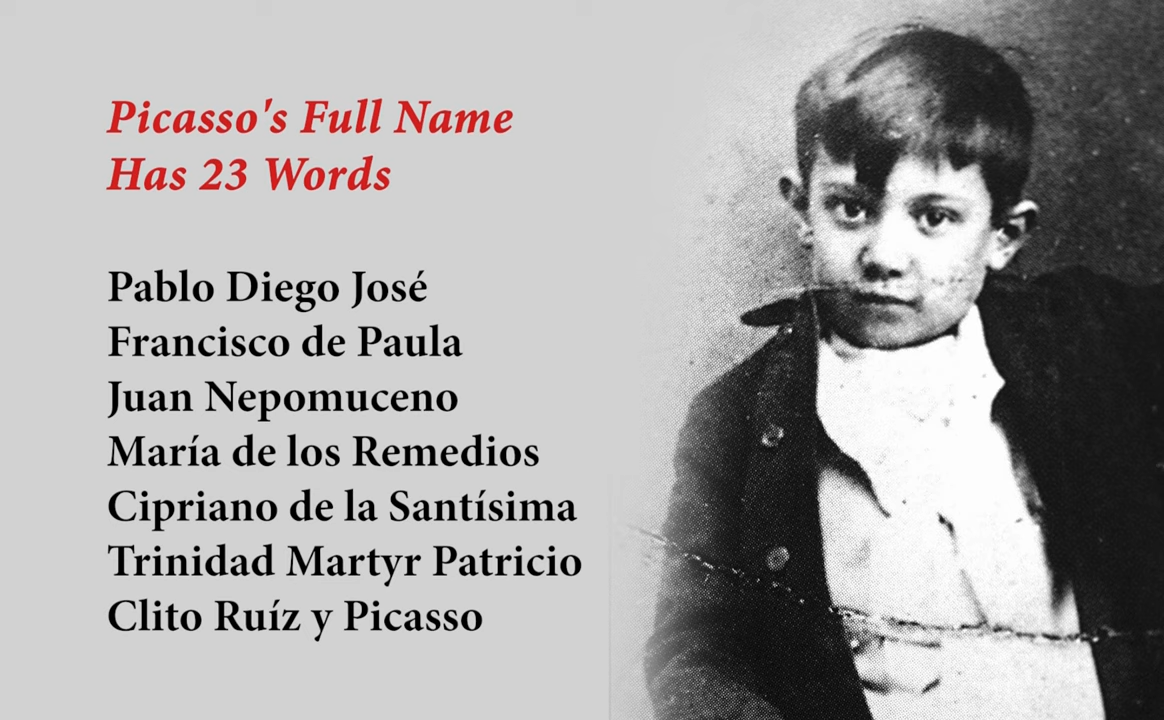 Picasso's Full Name
Has 23 Words
Pablo Diego José
Francisco de Paula
Juan Nepomuceno
María de los Remedios
Cipriano de la Santísima
Trinidad Martyr Patricio
Clito Ruíz y Picasso